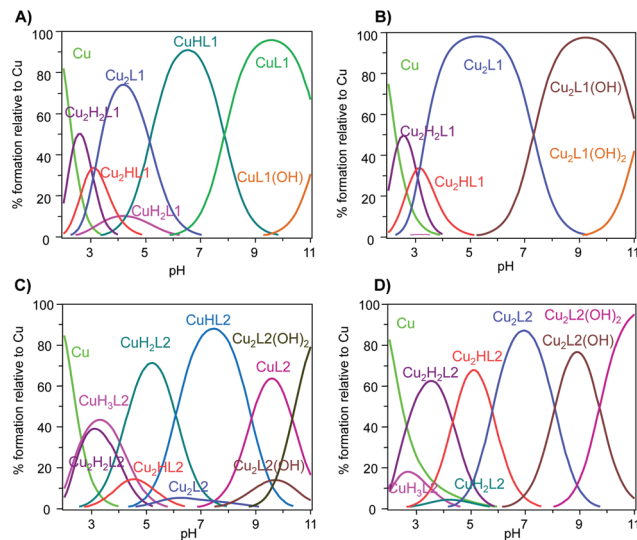 A)
% formation relative to Cu
100
80
60
40
20
0
Cu
Cu₂H₂L1
Cu₂L1
Cu₂HL1
CuH₂L1
CuHL1
CuL1
CuL1(OH)
3
5
7
9
11
pH
B)
% formation relative to Cu
100
80
60
40
20
0
Cu
Cu₂H₂L1
Cu₂HL1
Cu₂L1
Cu₂L1(OH)
Cu₂L1(OH)₂
3
5
7
9
11
pH
C)
% formation relative to Cu
100
80
60
40
20
0
Cu
CuH₃L2
Cu₂H₂L2
CuH₂L2
Cu₂HL2
Cu₂L2
CuHL2
Cu₂L2(OH)₂
CuL2
Cu₂L2(OH)
3
5
7
9
11
pH
D)
% formation relative to Cu
100
80
60
40
20
0
Cu
Cu₂H₂L2
CuH₃L2
Cu₂HL2
CuH₂L2
Cu₂L2
Cu₂L2(OH)₂
Cu₂L2(OH)
3
5
7
9
11
pH